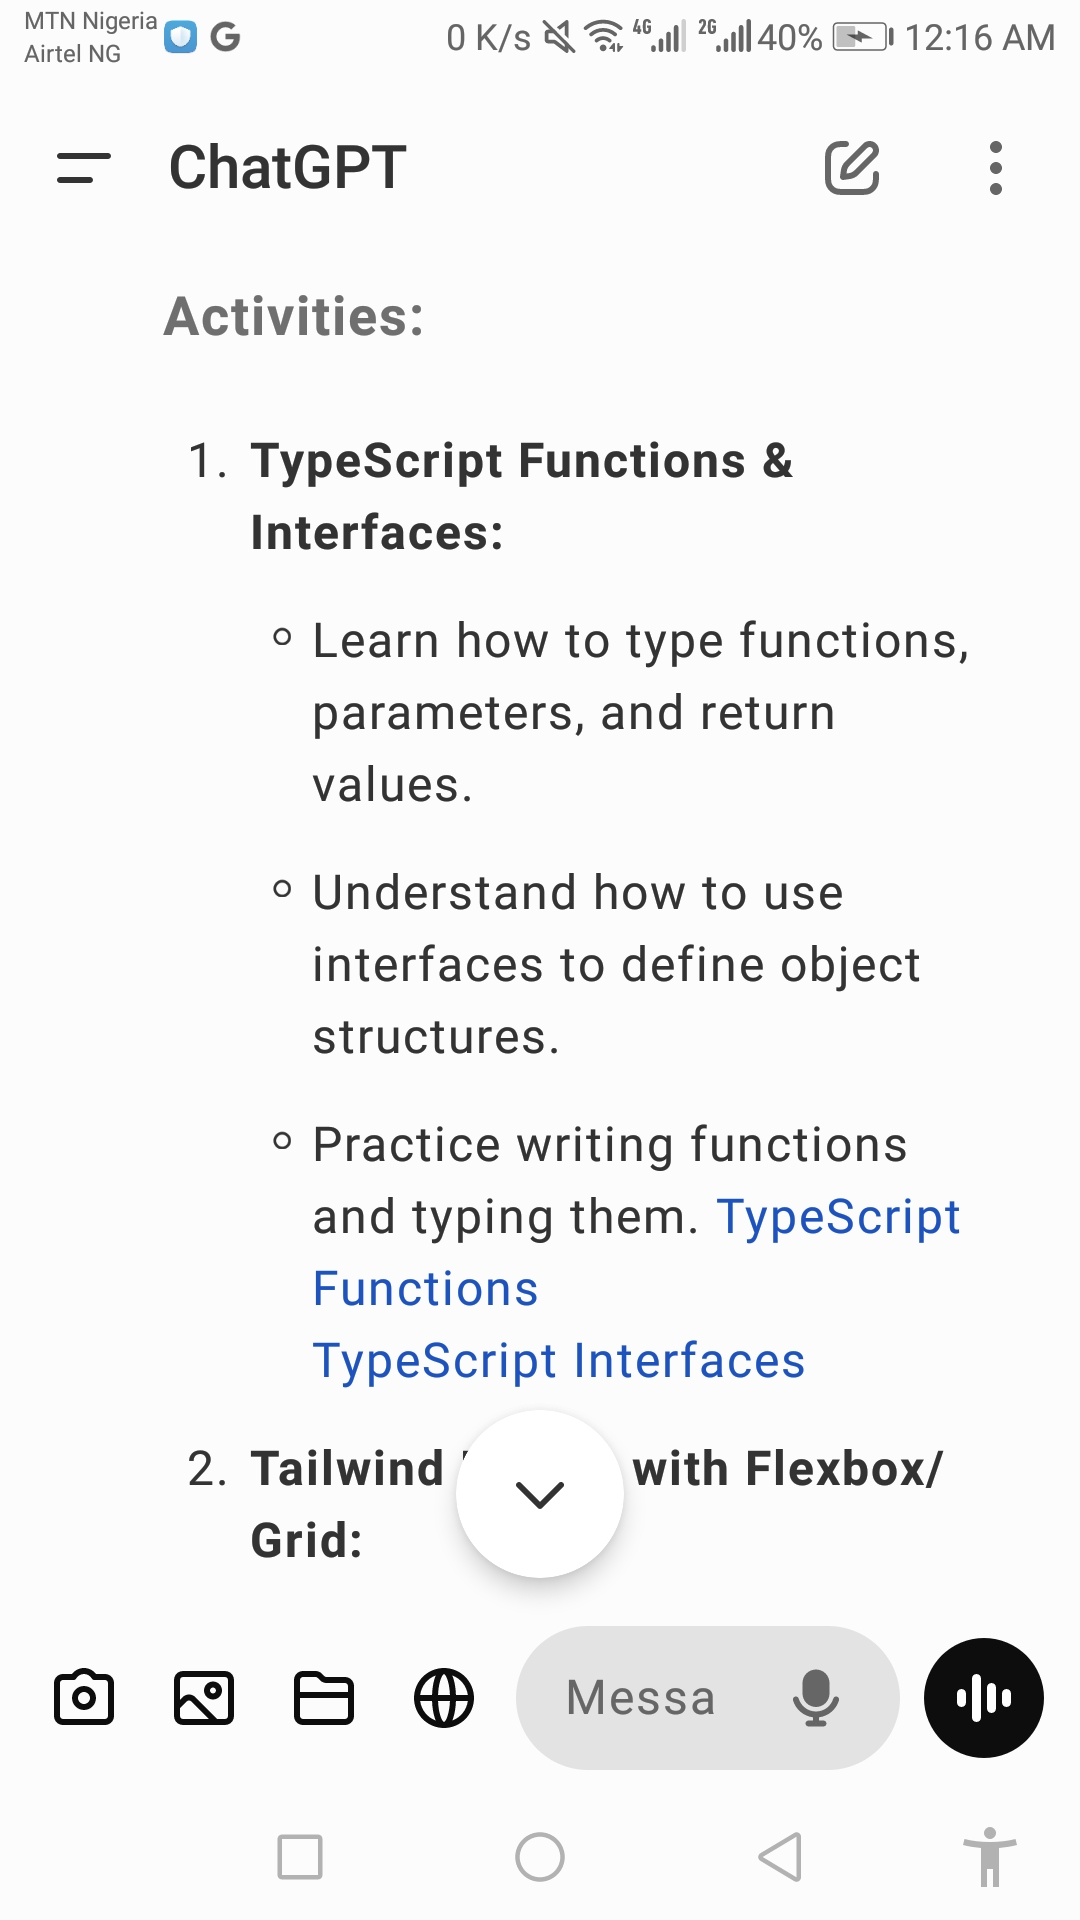 MTN Nigeria
Airtel NG
0 K/s 4G 2G 40% 12:16 AM
ChatGPT
Activities:
1. TypeScript Functions &
Interfaces:
Learn how to type functions,
parameters, and return
values.
Understand how to use
interfaces to define object
structures.
Practice writing functions
and typing them. TypeScript
Functions
TypeScript Interfaces
2. Tailwind with Flexbox/
Grid:
Messa